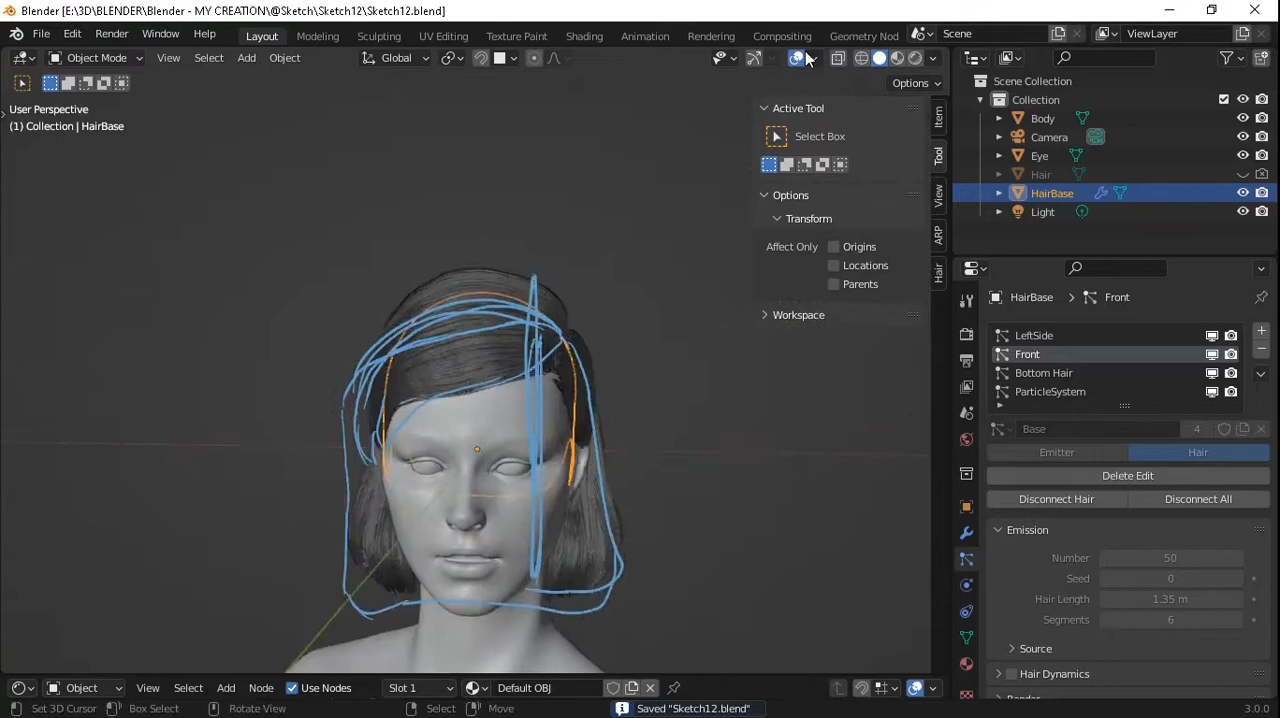 Blender [E:\3D\BLENDER\Blender - MY CREATION\@Sketch\Sketch12\Sketch12.blend]
File Edit Render Window Help Layout Modeling Sculpting UV Editing Texture Paint Shading Animation Rendering Compositing Geometry Nod Scene ViewLayer
Object Mode View Select Add Object Global
Options
User Perspective
(1) Collection | HairBase
Active Tool
Select Box
Options
Transform
Affect Only Origins
Locations
Parents
Workspace
Item
Tool
View
ARP
Hair
Scene Collection
Collection
Body
Camera
Eye
Hair
HairBase
Light
HairBase Front
LeftSide
Front
Bottom Hair
ParticleSystem
Base 4
Emitter Hair
Delete Edit
Disconnect Hair Disconnect All
Emission
Number 50
Seed 0
Hair Length 1.35 m
Segments 6
Source
Hair Dynamics
Object View Select Add Node Use Nodes Slot 1 Default OBJ
Set 3D Cursor Box Select Rotate View Select Move Saved "Sketch12.blend" 3.0.0